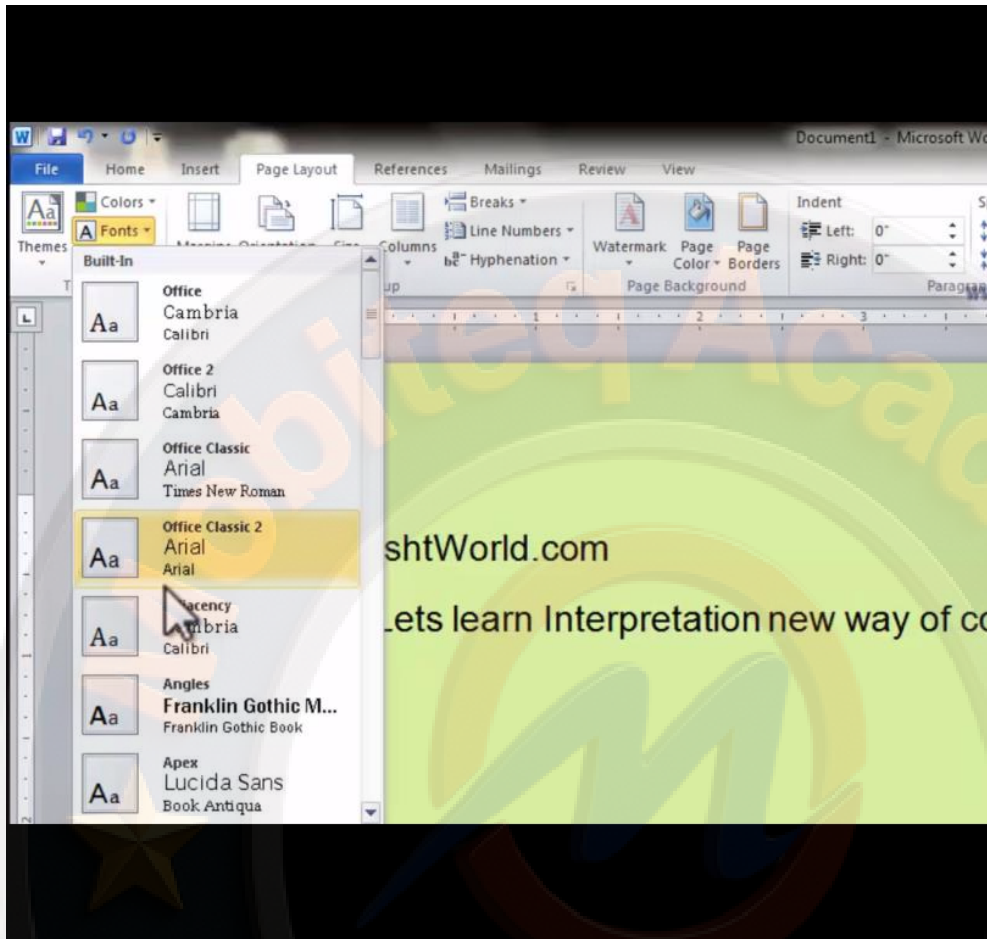 Document1 - Microsoft Wo
File Home Insert Page Layout References Mailings Review View
Colors Breaks Indent
Fonts Line Numbers Left: 0"
Themes Columns Hyphenation Watermark Page Color Page Borders Right: 0"
Page Background Paragrap
Built-In
Office
Cambria
Calibri
Office 2
Calibri
Cambria
Office Classic
Arial
Times New Roman
Office Classic 2
Arial
Arial
Calibri
Angles
Franklin Gothic M...
Franklin Gothic Book
Apex
Lucida Sans
Book Antiqua
shtWorld.com
Lets learn Interpretation new way of co